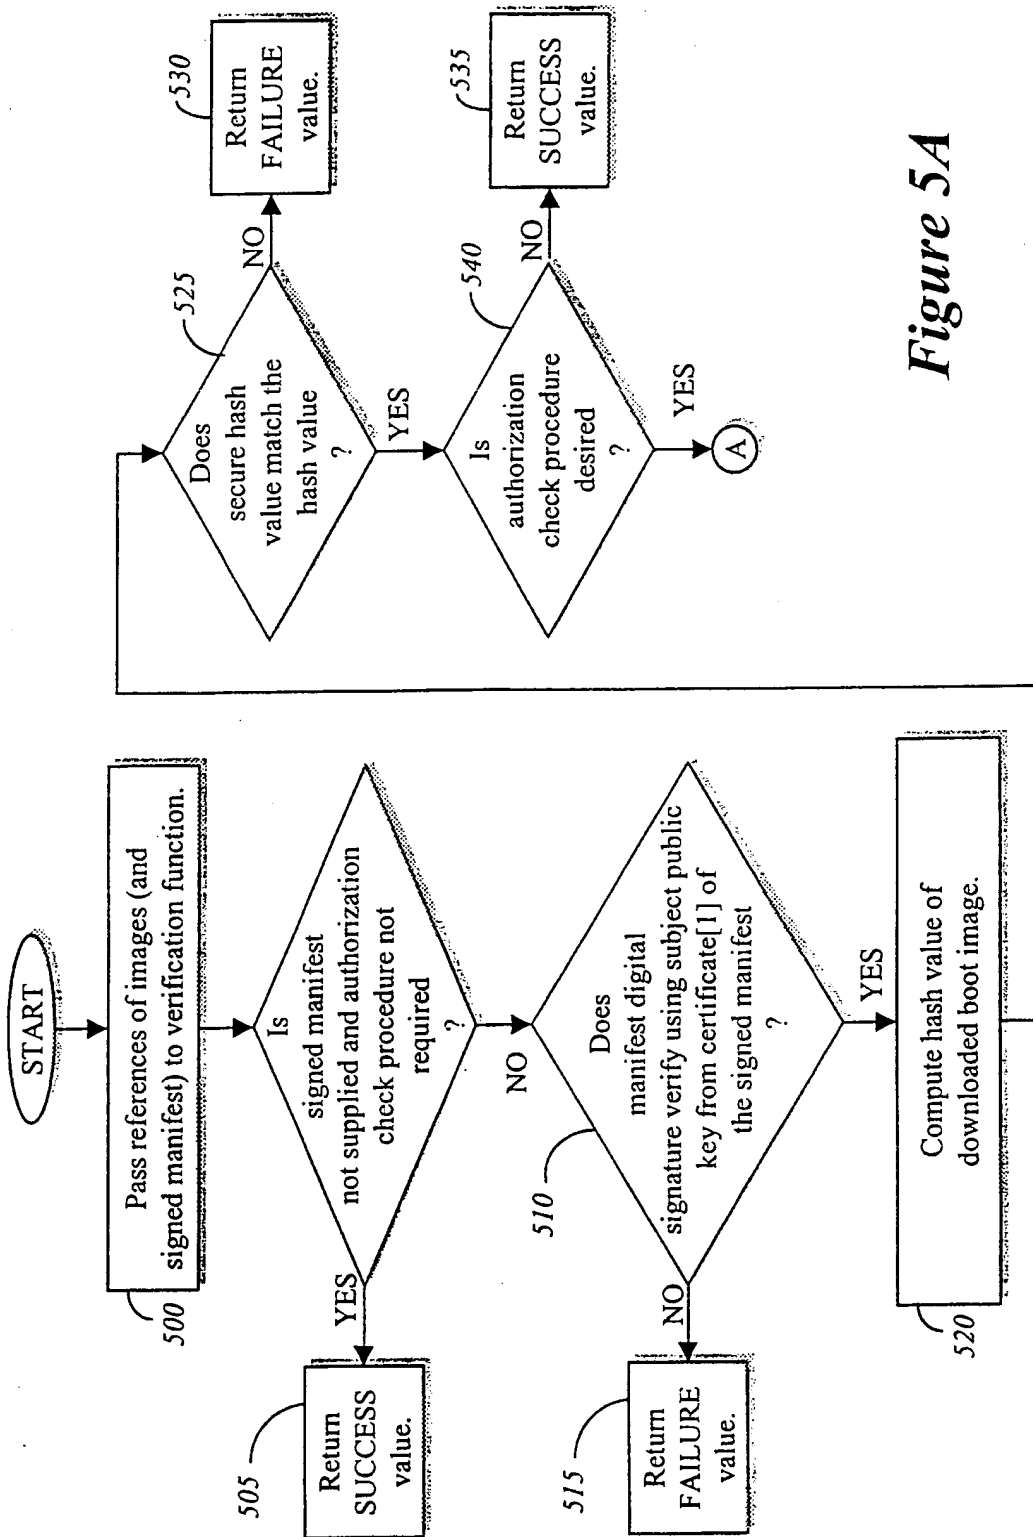 START
Pass references of images (and
signed manifest) to verification function.
500
Is
signed manifest
not supplied and authorization
check procedure not
required
?
YES
505
Return
SUCCESS
value.
NO
510
Does
manifest digital
signature verify using subject public
key from certificate[1] of
the signed manifest
?
NO
515
Return
FAILURE
value.
YES
Compute hash value of
downloaded boot image.
520
525
Does
secure hash
value match the
hash value
?
NO
530
Return
FAILURE
value.
YES
540
Is
authorization
check procedure
desired
?
NO
535
Return
SUCCESS
value.
YES
A
Figure 5A